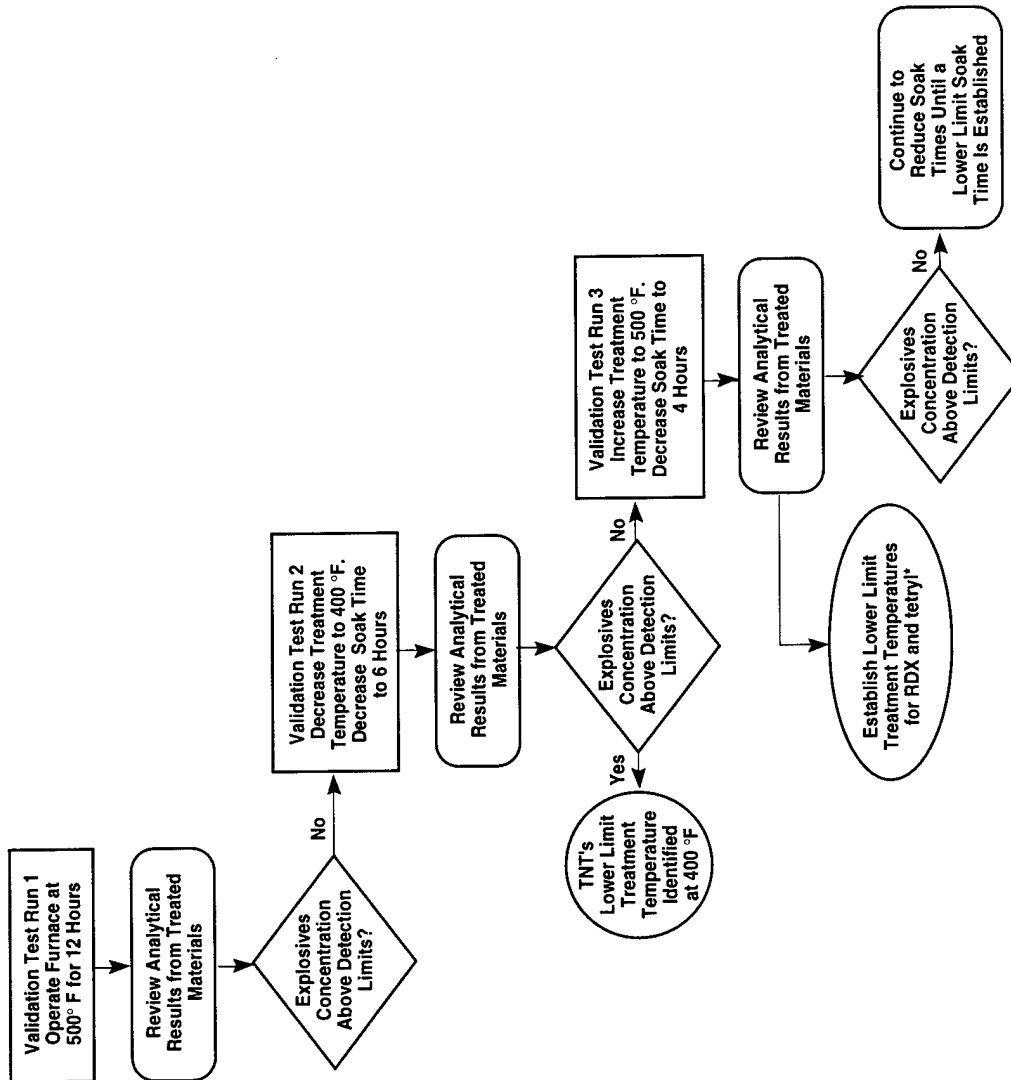 Validation Test Run 1
Operate Furnace at
500° F for 12 Hours
Review Analytical
Results from Treated
Materials
Explosives
Concentration
Above Detection
Limits?
No
Validation Test Run 2
Decrease Treatment
Temperature to 400 °F.
Decrease Soak Time
to 6 Hours
Review Analytical
Results from Treated
Materials
Explosives
Concentration
Above Detection
Limits?
Yes
TNT's
Lower Limit
Treatment
Temperature
Identified
at 400 °F
No
Validation Test Run 3
Increase Treatment
Temperature to 500 °F.
Decrease Soak Time to
4 Hours
Review Analytical
Results from Treated
Materials
Establish Lower Limit
Treatment Temperatures
for RDX and tetryl*
Explosives
Concentration
Above Detection
Limits?
No
Continue to
Reduce Soak
Times Until a
Lower Limit Soak
Time Is Established